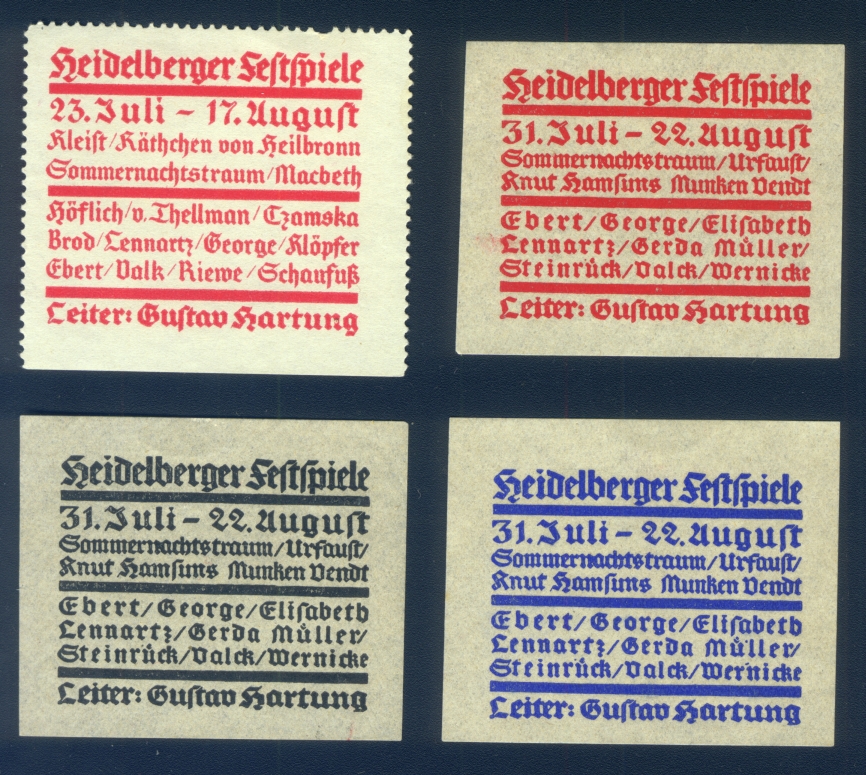 Heidelberger Festspiele
23. Juli – 17. August
Kleist/Käthchen von Heilbronn
Sommernachtstraum/Macbeth
Höflich/v. Thellman/Czamska
Brod/Lennartz/George/Klöpfer
Ebert/Valk/Riewe/Schaufuß
Leiter: Gustav Hartung
Heidelberger Festspiele
31. Juli – 22. August
Sommernachtstraum/Urfaust/
Knut Hamsuns Munken Vendt
Ebert/George/Elisabeth
Lennartz/Gerda Müller/
Steinrück/Valck/Wernicke
Leiter: Gustav Hartung
Heidelberger Festspiele
31. Juli – 22. August
Sommernachtstraum/Urfaust/
Knut Hamsuns Munken Vendt
Ebert/George/Elisabeth
Lennartz/Gerda Müller/
Steinrück/Valck/Wernicke
Leiter: Gustav Hartung
Heidelberger Festspiele
31. Juli – 22. August
Sommernachtstraum/Urfaust/
Knut Hamsuns Munken Vendt
Ebert/George/Elisabeth
Lennartz/Gerda Müller/
Steinrück/Valck/Wernicke
Leiter: Gustav Hartung